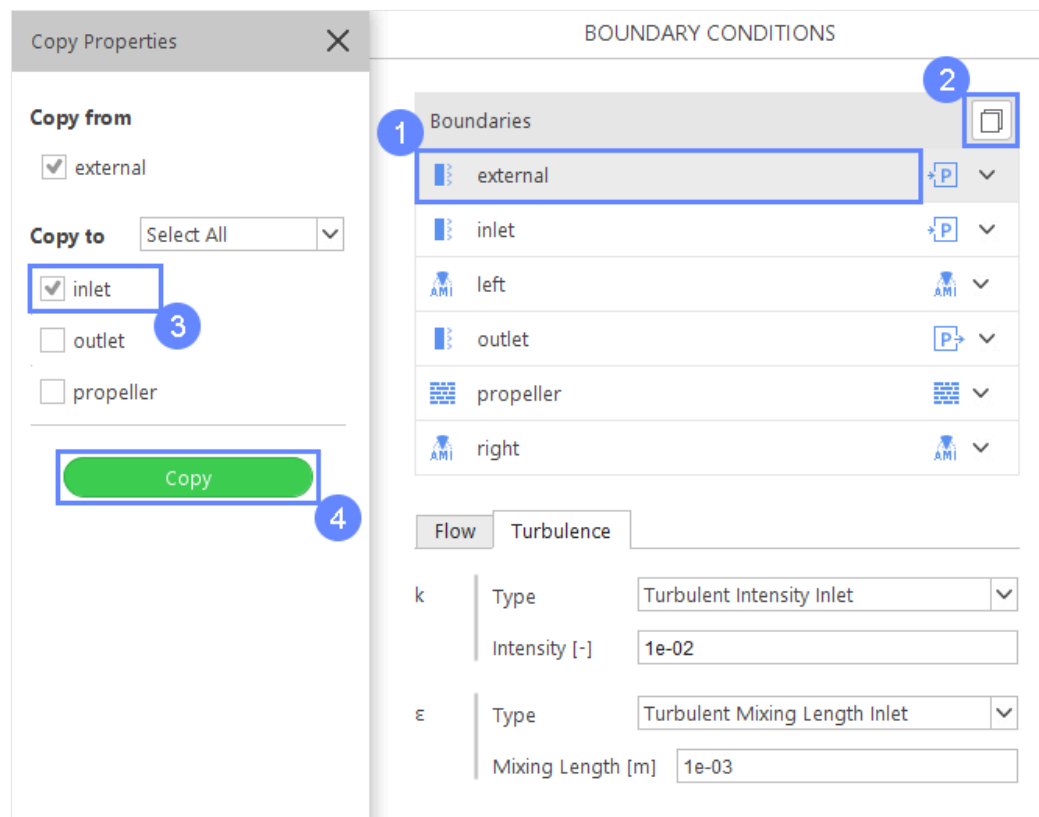 Copy Properties
Copy from
external
Copy to
Select All
inlet
3
outlet
propeller
Copy
4
BOUNDARY CONDITIONS
2
1
Boundaries
external
P
inlet
P
AMI
left
AMI
outlet
P
propeller
AMI
right
AMI
Flow
Turbulence
k
Type
Turbulent Intensity Inlet
Intensity [-]
1e-02
ε
Type
Turbulent Mixing Length Inlet
Mixing Length [m]
1e-03